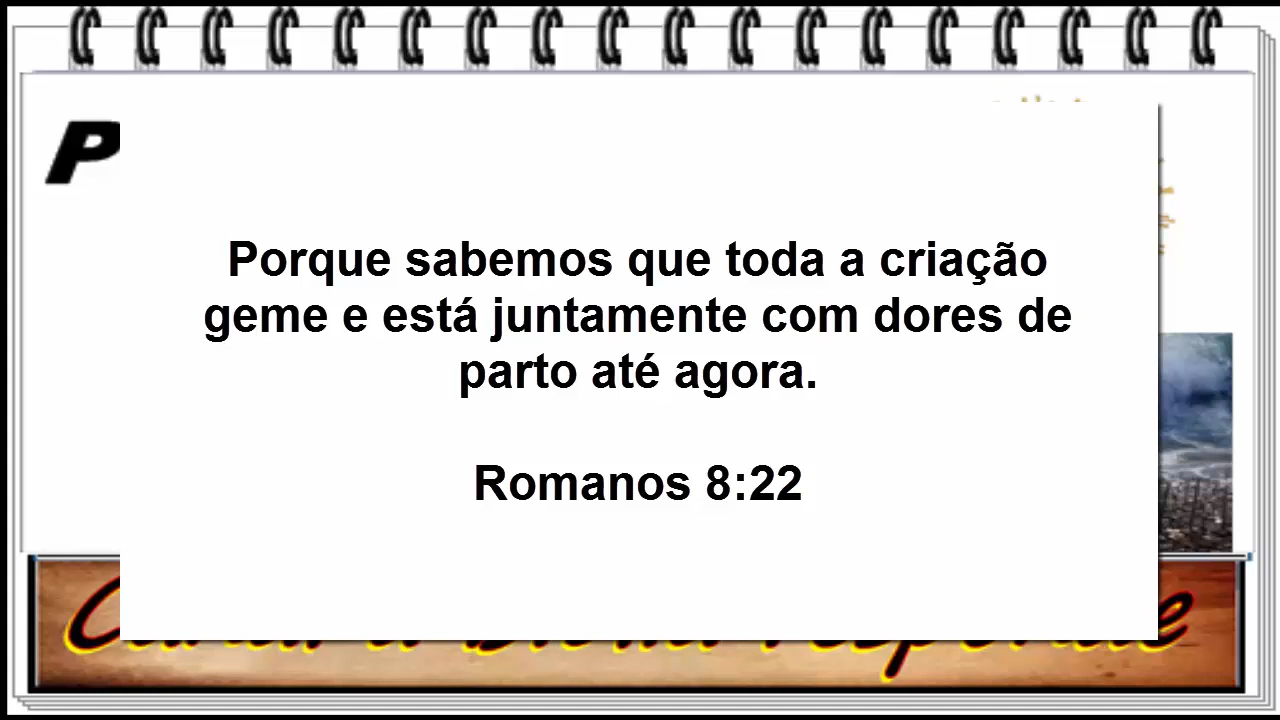 P
Porque sabemos que toda a criação
geme e está juntamente com dores de
parto até agora.
Romanos 8:22